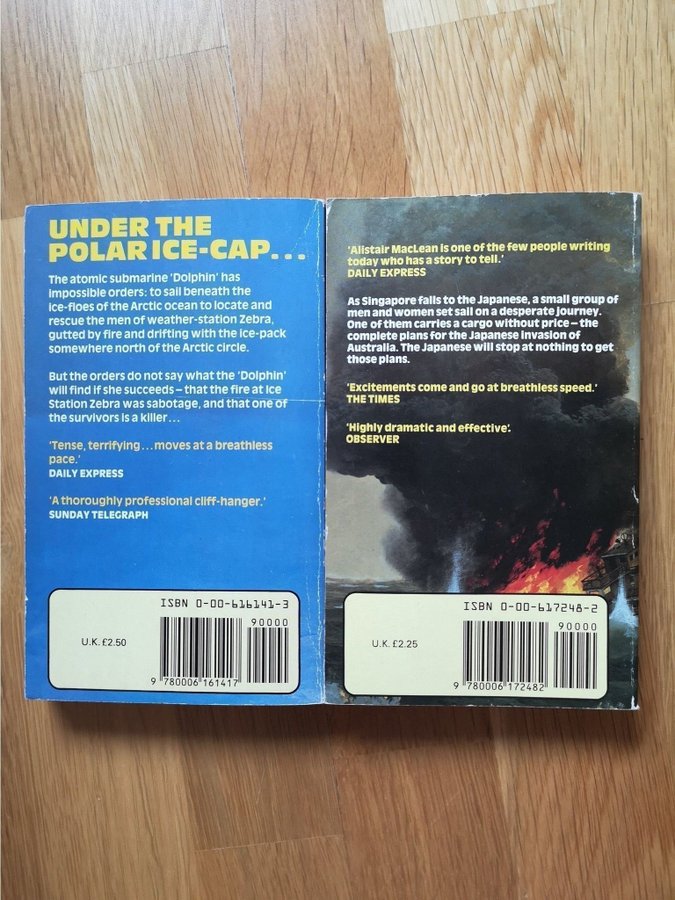 UNDER THE
POLAR ICE-CAP...
The atomic submarine 'Dolphin' has
impossible orders: to sail beneath the
ice-floes of the Arctic ocean to locate and
rescue the men of weather-station Zebra,
gutted by fire and drifting with the ice-pack
somewhere north of the Arctic circle.
But the orders do not say what the 'Dolphin'
will find if she succeeds – that the fire at Ice
Station Zebra was sabotage, and that one of
the survivors is a killer...
'Tense, terrifying...moves at a breathless
pace.'
DAILY EXPRESS
'A thoroughly professional cliff-hanger.'
SUNDAY TELEGRAPH
ISBN 0-00-616141-3
90000
U.K. £2.50
9 780006 161417
'Alistair MacLean is one of the few people writing
today who has a story to tell.'
DAILY EXPRESS
As Singapore falls to the Japanese, a small group of
men and women set sail on a desperate journey.
One of them carries a cargo without price – the
complete plans for the Japanese invasion of
Australia. The Japanese will stop at nothing to get
those plans.
'Excitements come and go at breathless speed.'
THE TIMES
'Highly dramatic and effective'.
OBSERVER
ISBN 0-00-617248-2
90000
U.K. £2.25
9 780006 172482